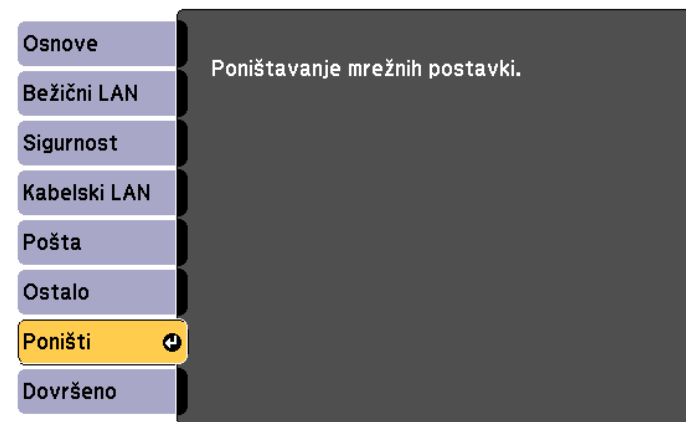 Osnove
Bežični LAN
Sigurnost
Kabelski LAN
Pošta
Ostalo
Poništi
Dovršeno
Poništavanje mrežnih postavki.